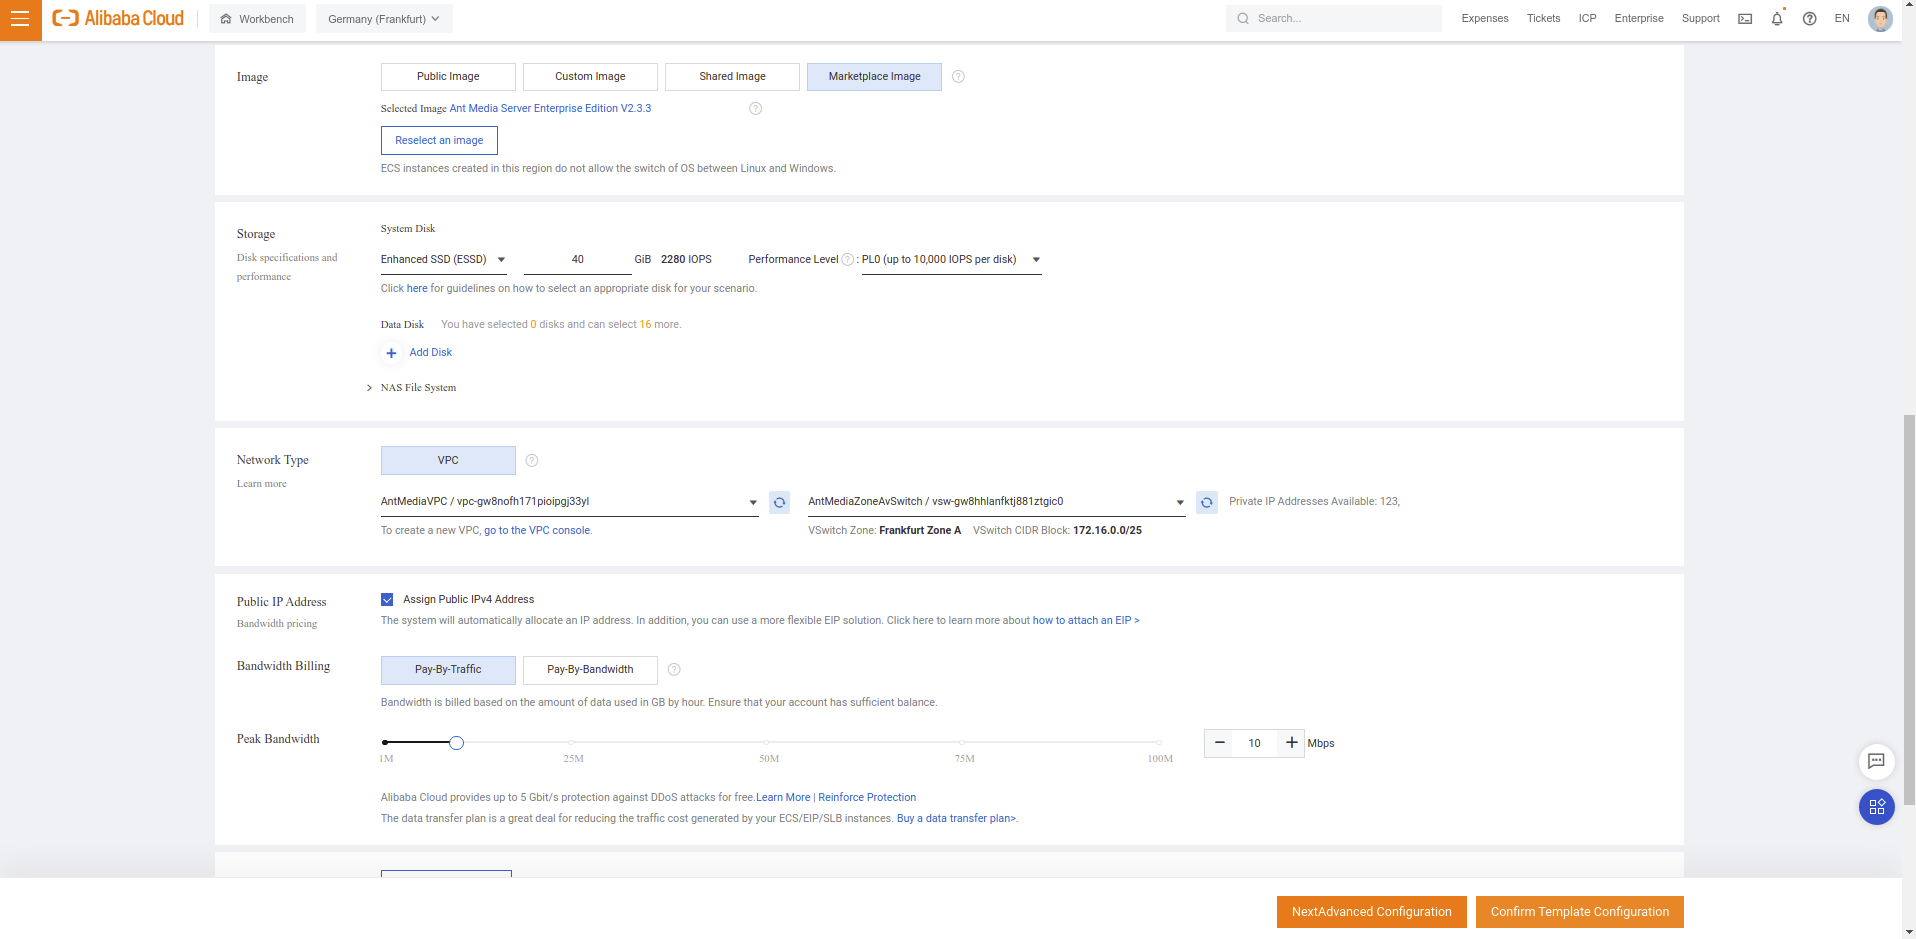 Alibaba Cloud Workbench Germany (Frankfurt) Search... Expenses Tickets ICP Enterprise Support EN
Image Public Image Custom Image Shared Image Marketplace Image ?
Selected Image Ant Media Server Enterprise Edition V2.3.3 ?
Reselect an image
ECS instances created in this region do not allow the switch of OS between Linux and Windows.
Storage System Disk
Disk specifications and performance
Enhanced SSD (ESSD) 40 GiB 2280 IOPS Performance Level ? : PL0 (up to 10,000 IOPS per disk)
Click here for guidelines on how to select an appropriate disk for your scenario.
Data Disk You have selected 0 disks and can select 16 more.
+ Add Disk
> NAS File System
Network Type VPC ?
Learn more
AntMediaVPC / vpc-gw8nofh171pioipgj33yl AntMediaZoneAvSwitch / vsw-gw8hhlanfktj881ztgic0 Private IP Addresses Available: 123,
To create a new VPC, go to the VPC console. VSwitch Zone: Frankfurt Zone A VSwitch CIDR Block: 172.16.0.0/25
Public IP Address Assign Public IPv4 Address
Bandwidth pricing The system will automatically allocate an IP address. In addition, you can use a more flexible EIP solution. Click here to learn more about how to attach an EIP >
Bandwidth Billing Pay-By-Traffic Pay-By-Bandwidth ?
Bandwidth is billed based on the amount of data used in GB by hour. Ensure that your account has sufficient balance.
Peak Bandwidth − 10 + Mbps
1M 25M 50M 75M 100M
Alibaba Cloud provides up to 5 Gbit/s protection against DDoS attacks for free.Learn More | Reinforce Protection
The data transfer plan is a great deal for reducing the traffic cost generated by your ECS/EIP/SLB instances. Buy a data transfer plan>.
NextAdvanced Configuration Confirm Template Configuration